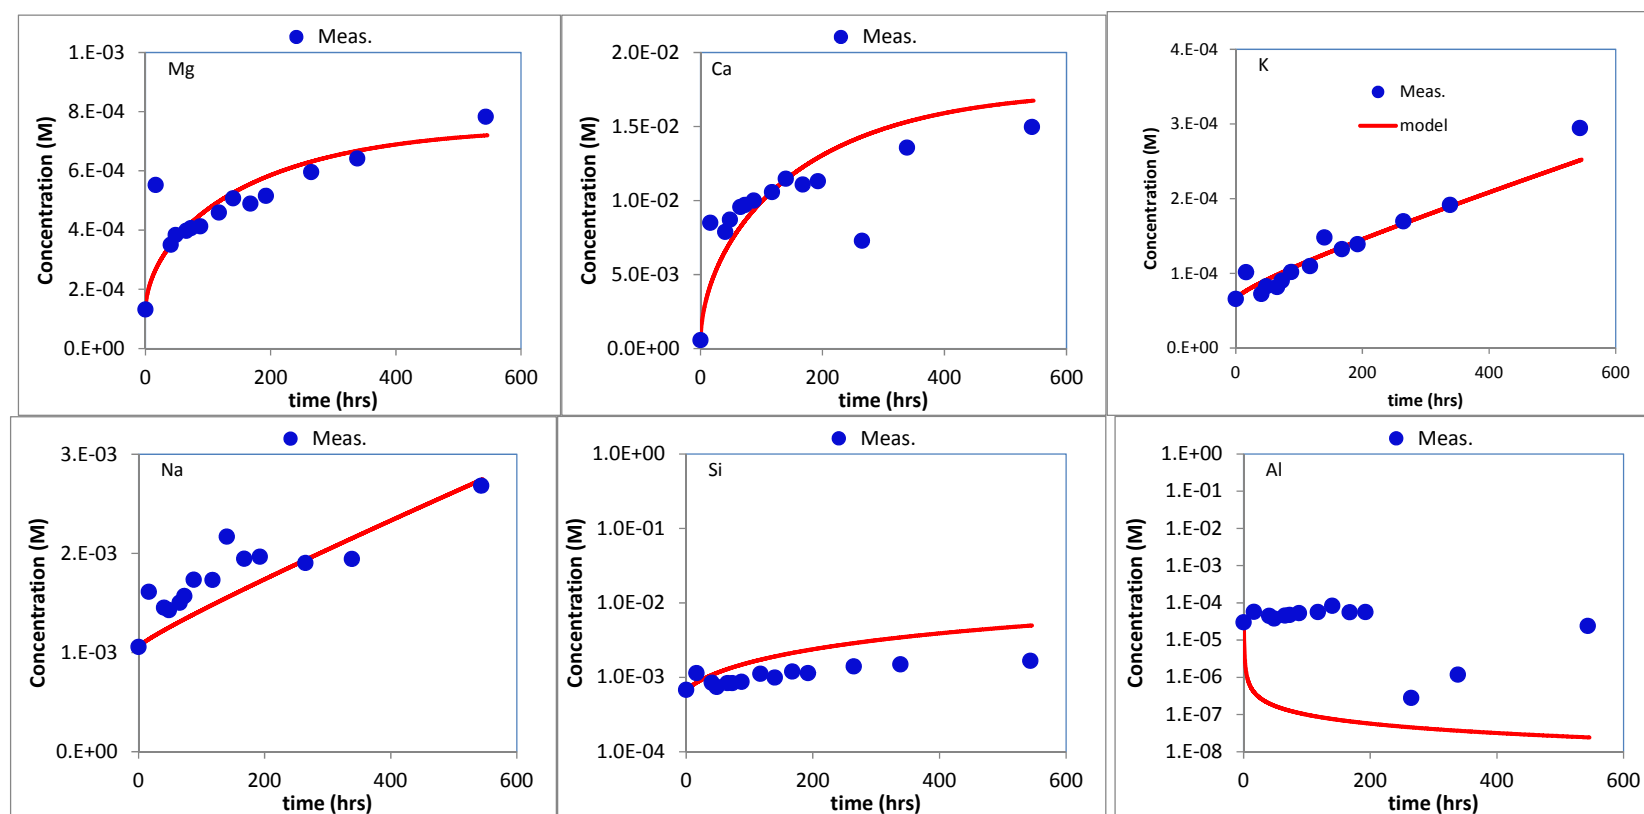 Meas.
Mg
1.E-03
8.E-04
6.E-04
4.E-04
2.E-04
0.E+00
Concentration (M)
0 200 400 600
time (hrs)
Meas.
Ca
2.0E-02
1.5E-02
1.0E-02
5.0E-03
0.0E+00
Concentration (M)
0 200 400 600
time (hrs)
K
Meas.
model
4.E-04
3.E-04
2.E-04
1.E-04
0.E+00
Concentration (M)
0 200 400 600
time (hrs)
Meas.
Na
3.E-03
2.E-03
1.E-03
0.E+00
Concentration (M)
0 200 400 600
time (hrs)
Meas.
Si
1.0E+00
1.0E-01
1.0E-02
1.0E-03
1.0E-04
Concentration (M)
0 200 400 600
time (hrs)
Meas.
Al
1.E+00
1.E-01
1.E-02
1.E-03
1.E-04
1.E-05
1.E-06
1.E-07
1.E-08
Concentration (M)
0 200 400 600
time (hrs)